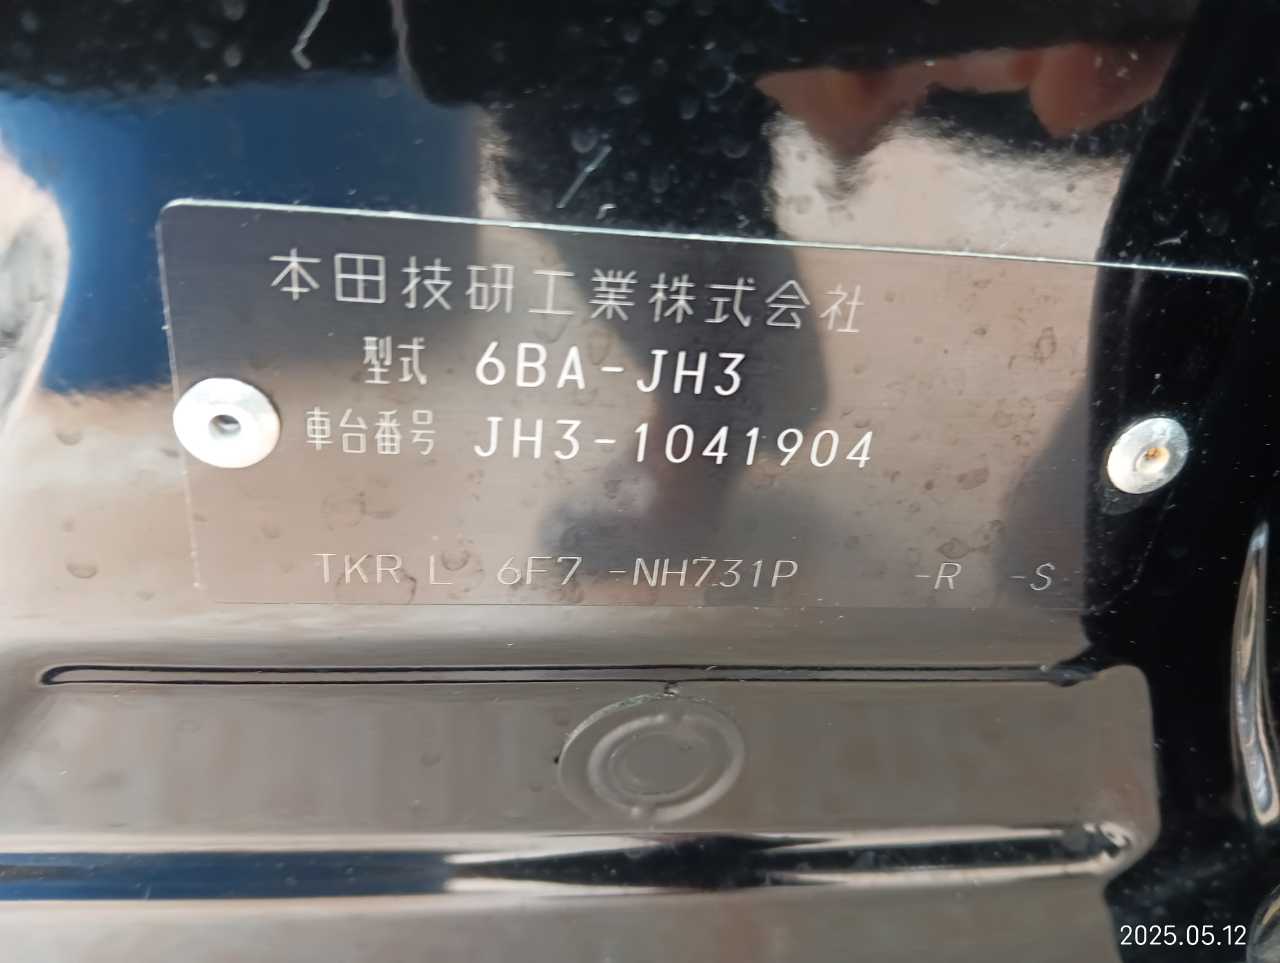 本田技研工業株式会社
型式 6BA-JH3
車台番号 JH3-1041904
TKR L 6F7 -NH731P -R -S
2025.05.12